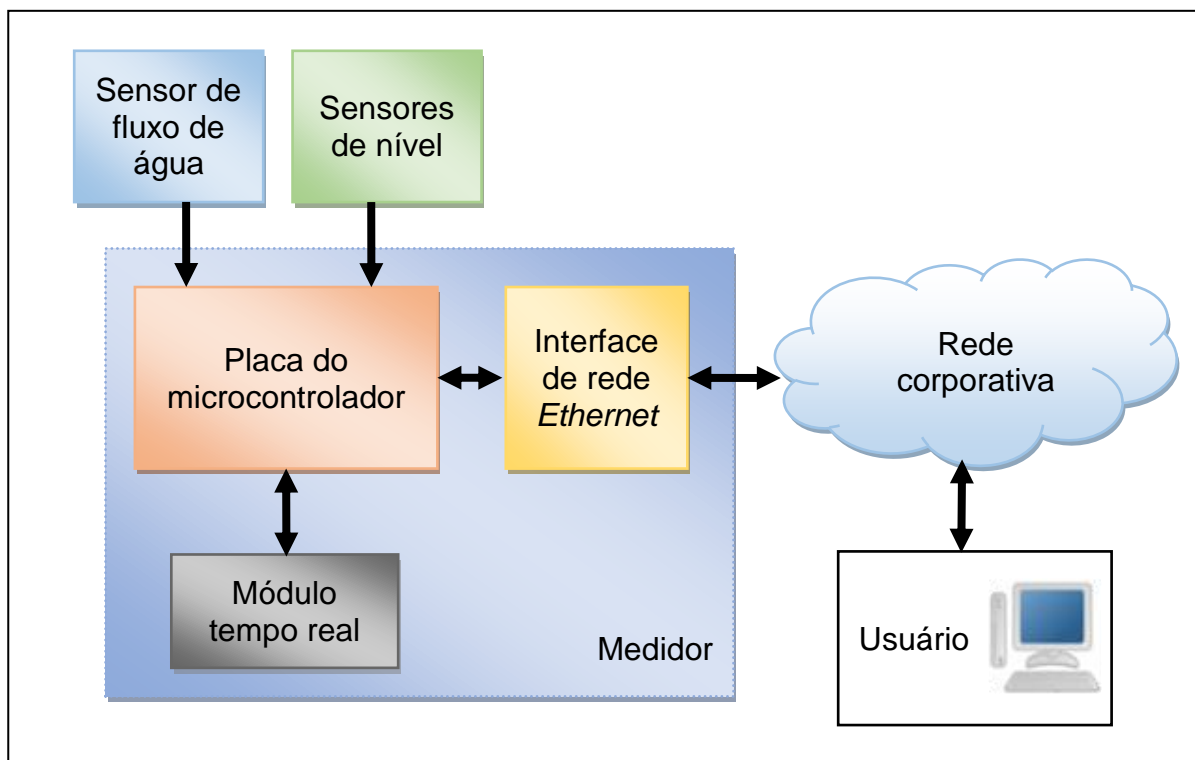 Sensor de
fluxo de
água
Sensores
de nível
Placa do
microcontrolador
Interface
de rede
Ethernet
Rede
corporativa
Módulo
tempo real
Medidor
Usuário